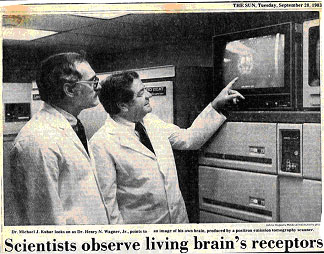 THE SUN, Tuesday, September 20, 1983
Dr. Michael J. Kuhar looks on as Dr. Henry N. Wagner, Jr., points to an image of his own brain, produced by a positron emission tomography scanner.
Scientists observe living brain's receptors